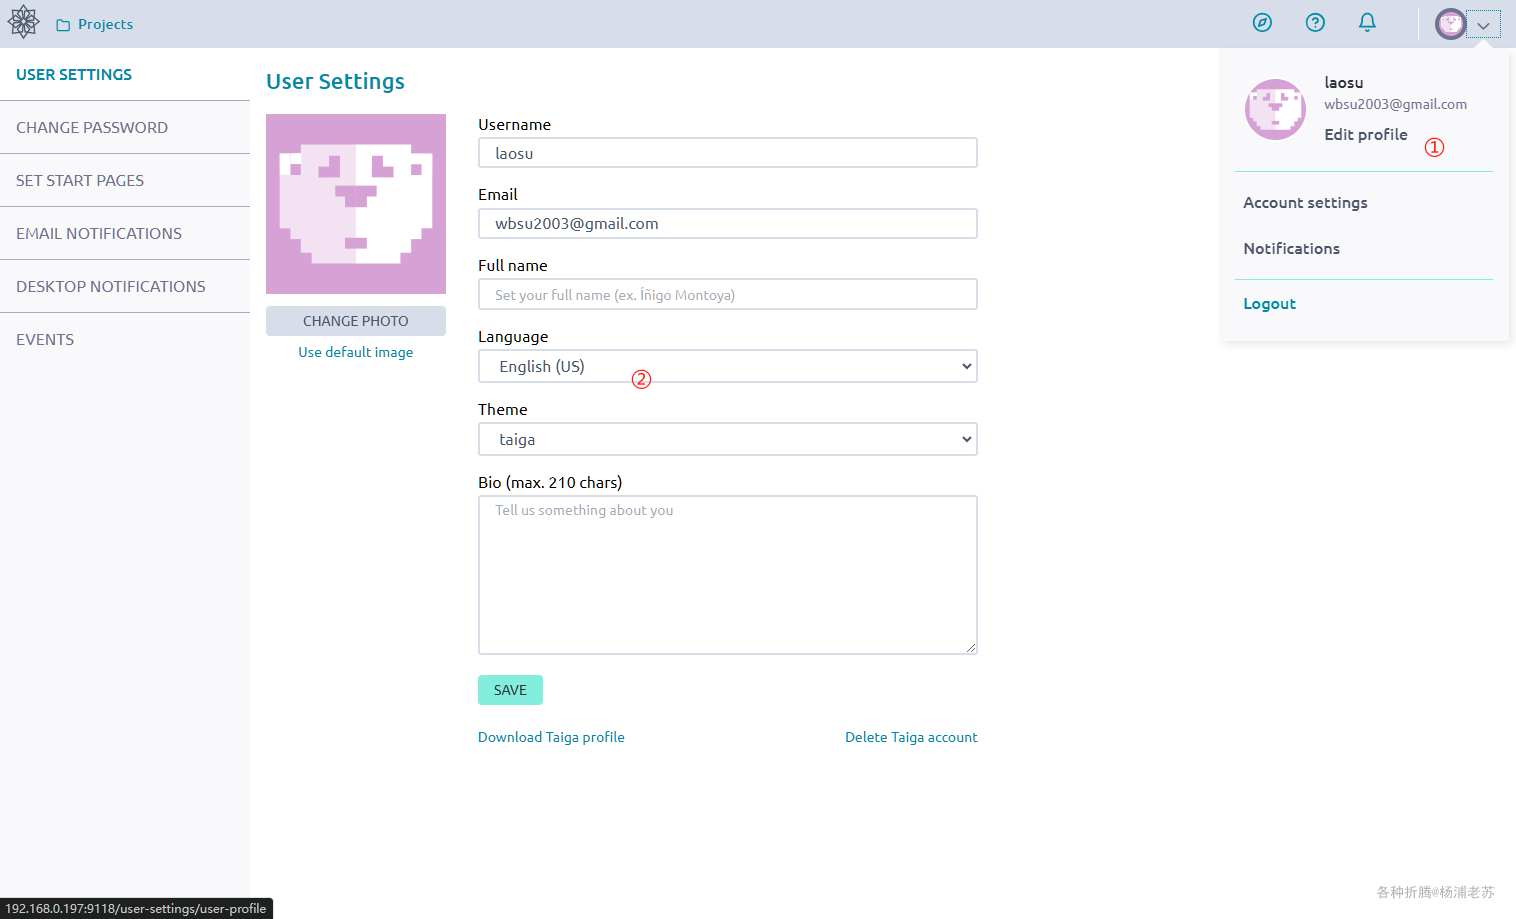 Projects
USER SETTINGS
CHANGE PASSWORD
SET START PAGES
EMAIL NOTIFICATIONS
DESKTOP NOTIFICATIONS
EVENTS
User Settings
CHANGE PHOTO
Use default image
Username
laosu
Email
wbsu2003@gmail.com
Full name
Set your full name (ex. Íñigo Montoya)
Language
English (US)
②
Theme
taiga
Bio (max. 210 chars)
Tell us something about you
SAVE
Download Taiga profile
Delete Taiga account
laosu
wbsu2003@gmail.com
Edit profile
①
Account settings
Notifications
Logout
192.168.0.197:9118/user-settings/user-profile
各种折腾@杨浦老苏